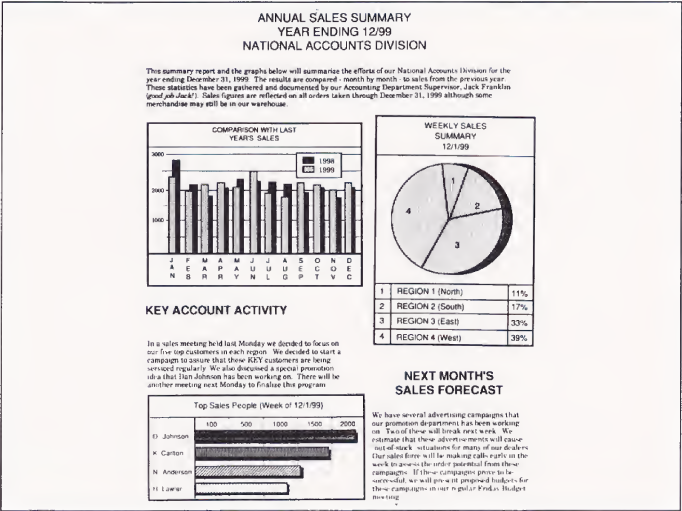 ANNUAL SALES SUMMARY
YEAR ENDING 12/99
NATIONAL ACCOUNTS DIVISION
This summary report and the graphs below will summarize the efforts of our National Accounts Division for the
year ending December 31, 1999. The results are compared - month by month - to sales from the previous year.
These statistics have been gathered and documented by our Accounting Department Supervisor, Jack Franklin
(good job Jack!). Sales figures are reflected on all orders taken through December 31, 1999 although some
merchandise may still be in our warehouse.
COMPARISON WITH LAST
YEAR'S SALES
3000
2000
1000
1998
1999
JAN FEB MAR APR MAY JUN JUL AUG SEP OCT NOV DEC
WEEKLY SALES
SUMMARY
12/1/99
1
2
3
4
1 REGION 1 (North) 11%
2 REGION 2 (South) 17%
3 REGION 3 (East) 33%
4 REGION 4 (West) 39%
KEY ACCOUNT ACTIVITY
In a sales meeting held last Monday we decided to focus on
our five top customers in each region. We decided to start a
campaign to assure that these KEY customers are being
serviced regularly. We also discussed a special promotion
idea that Dan Johnson has been working on. There will be
another meeting next Monday to finalize this program.
Top Sales People (Week of 12/1/99)
100 500 1000 1500 2000
D. Johnson
K. Carlton
N. Anderson
H. Lawler
NEXT MONTH'S
SALES FORECAST
We have several advertising campaigns that
our promotion department has been working
on. Two of these will break next week. We
estimate that these advertisements will cause
"out-of-stock" situations for many of our dealers.
Our sales force will be making calls early in the
week to assess the order potential from these
campaigns. If these campaigns prove to be
successful, we will present proposed budgets for
these campaigns in our regular Friday Budget
meeting.